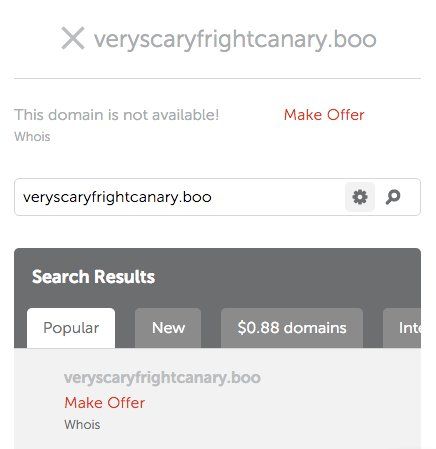 veryscaryfrightcanary.boo
This domain is not available! Make Offer
Whois
veryscaryfrightcanary.boo
Search Results
Popular New $0.88 domains Inte
veryscaryfrightcanary.boo
Make Offer
Whois